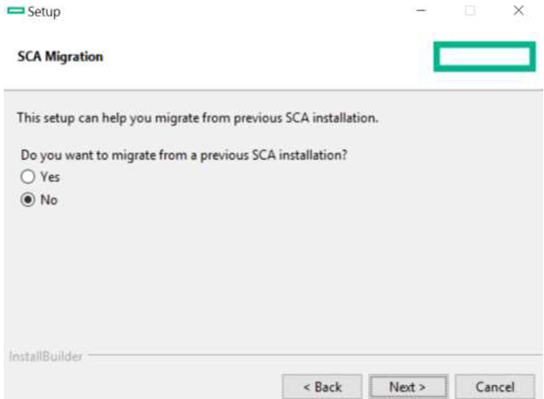 Setup
SCA Migration
This setup can help you migrate from previous SCA installation.
Do you want to migrate from a previous SCA installation?
Yes
No
InstallBuilder
< Back Next > Cancel